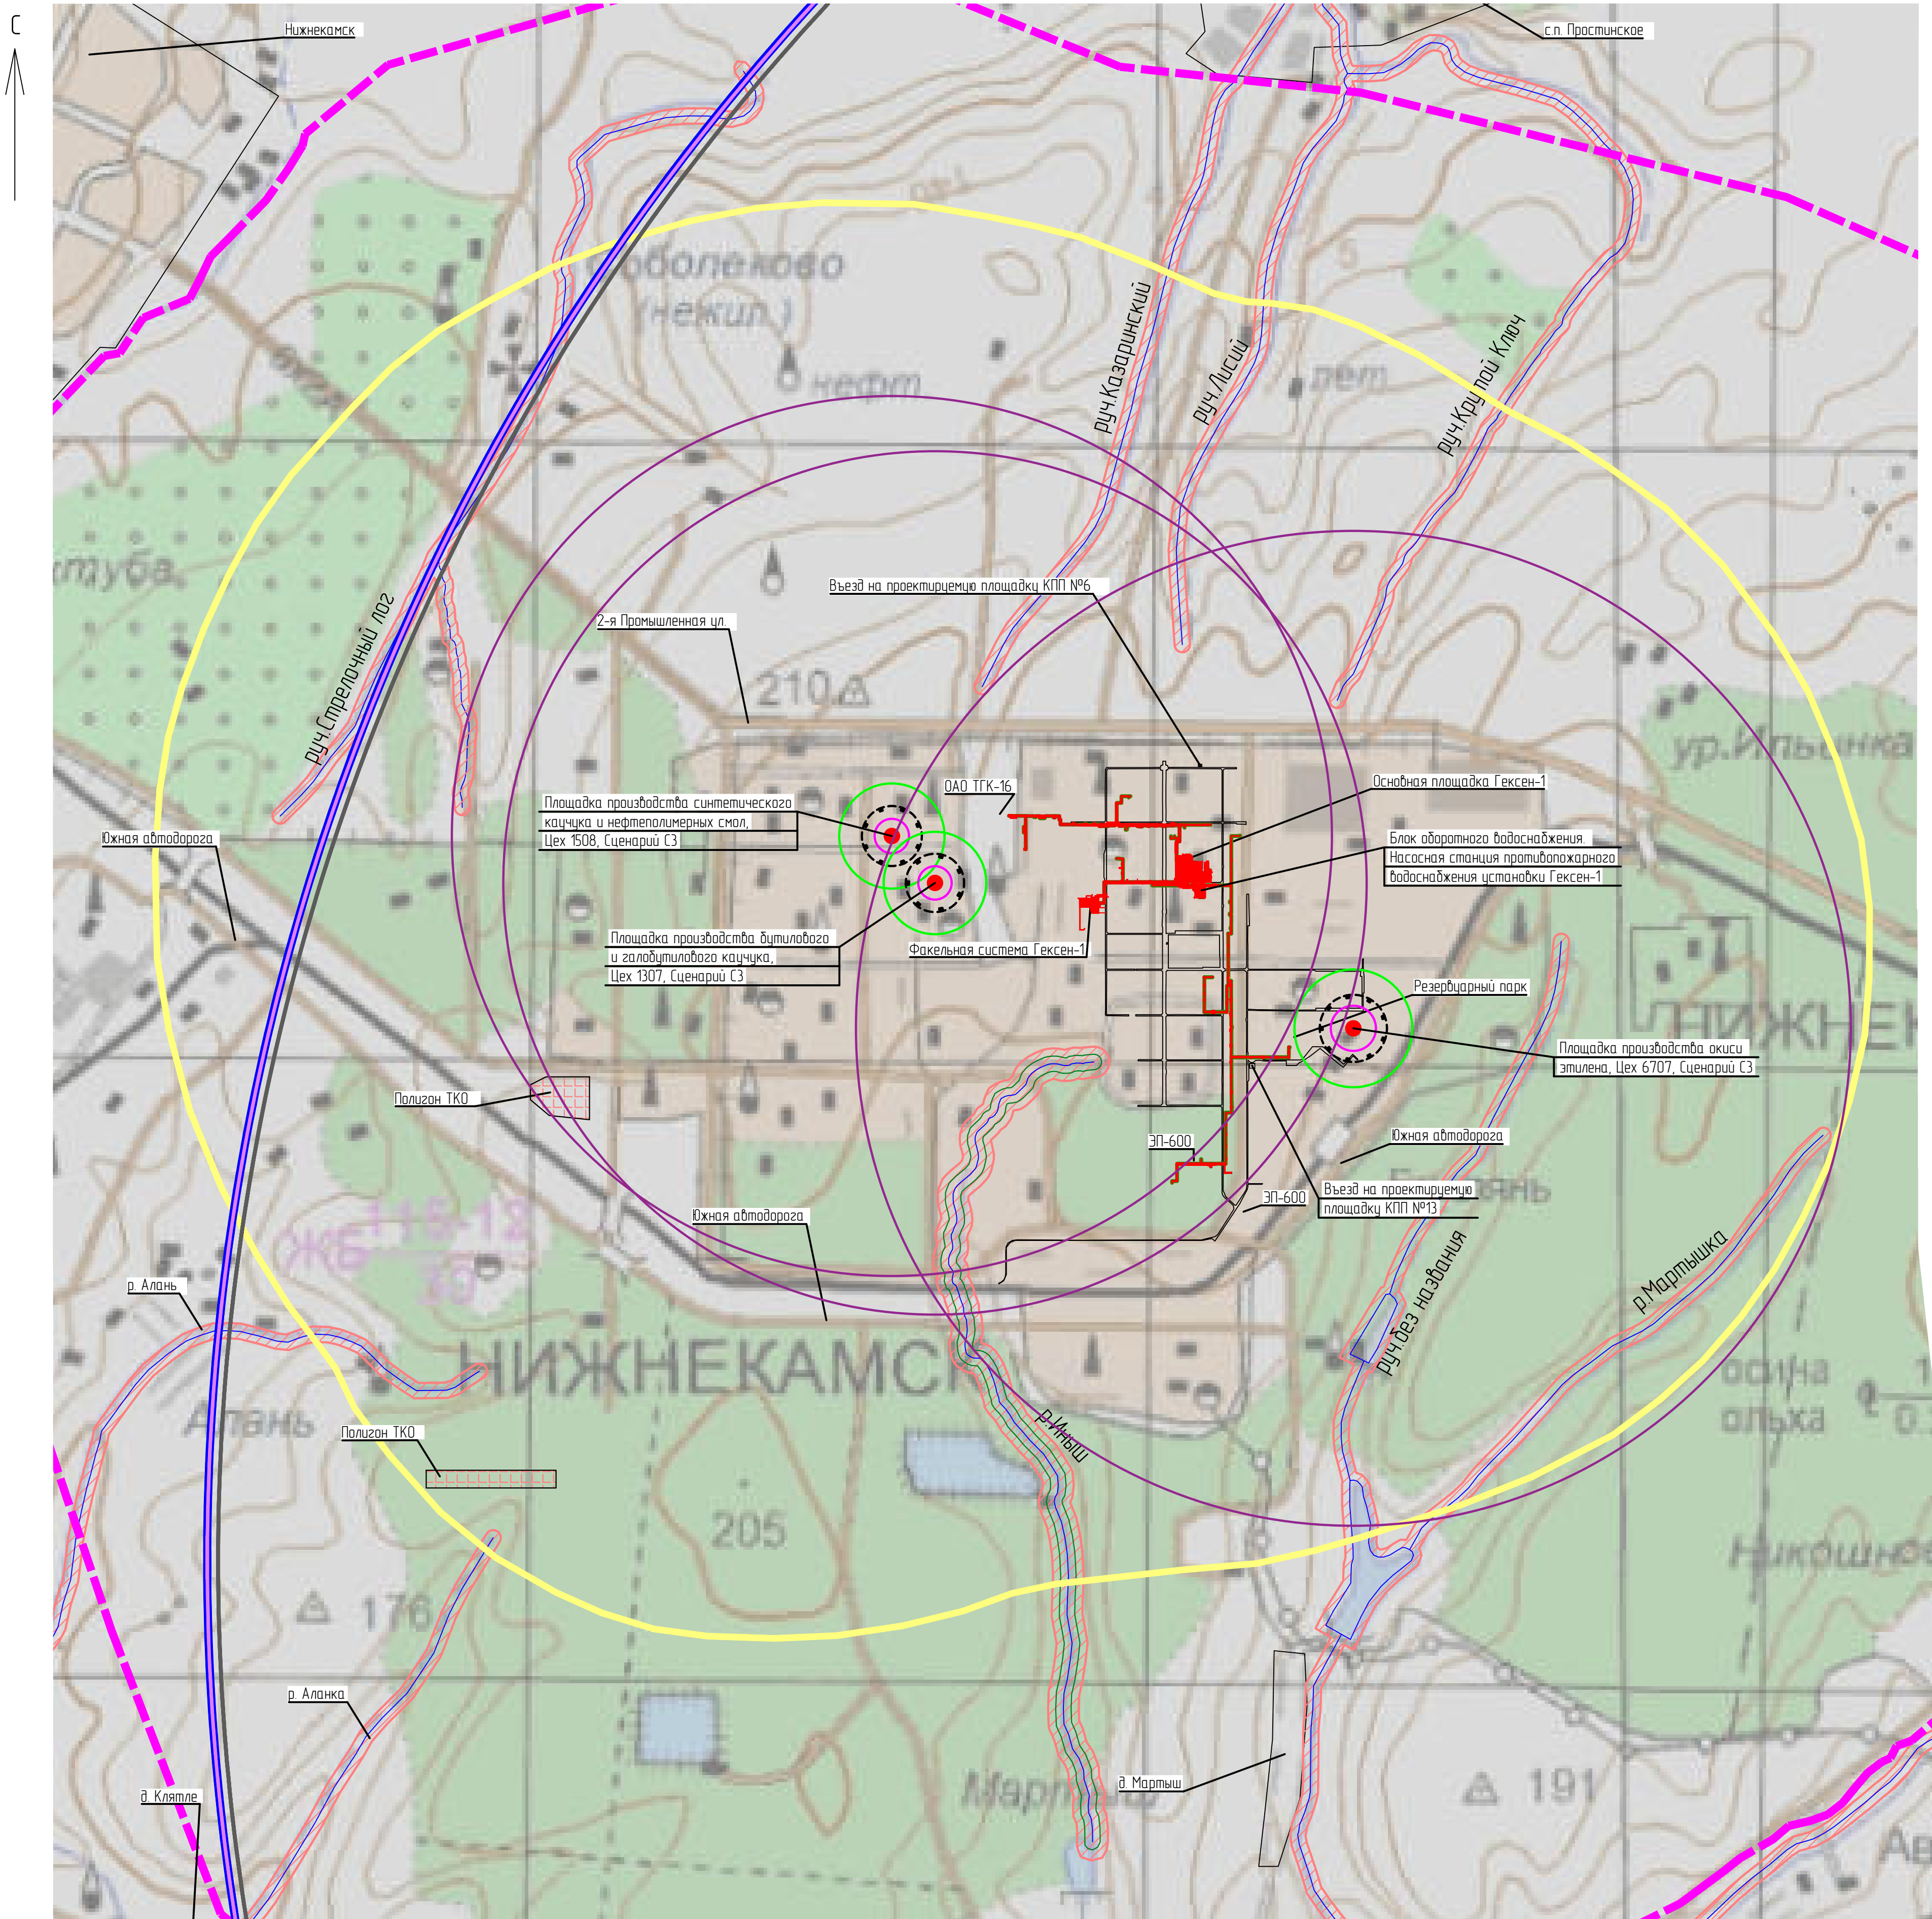 С
Нижнекамск
с.п. Простинское
(нежил.)
нефт
лет
руч.Казаринский
руч.Лисий
руч.Крутой Ключ
Въезд на проектируемую площадку КПП №6
2-я Промышленная ул.
руч.Стрелочный лог
210
ур.Ильинка
ОАО ТГК-16
Основная площадка Гексен-1
Площадка производства синтетического
каучука и нефтеполимерных смол,
Цех 1508, Сценарий С3
Южная автодорога
Блок оборотного водоснабжения.
Насосная станция противопожарного
водоснабжения установки Гексен-1
Площадка производства бутилового
и галобутилового каучука,
Цех 1307, Сценарий С3
Факельная система Гексен-1
Резервуарный парк
НИЖНЕК
Площадка производства окиси
этилена, Цех 6707, Сценарий С3
Полигон ТКО
ЭП-600
Южная автодорога
Въезд на проектируемую
площадку КПП №13
ЭП-600
Южная автодорога
ЖБ
р. Алань
руч.без названия
р.Мартышка
НИЖНЕКАМСК
осина
ольха
Алань
Полигон ТКО
р.Иныш
205
176
р. Аланка
д. Мартыш
191
д. Клятле